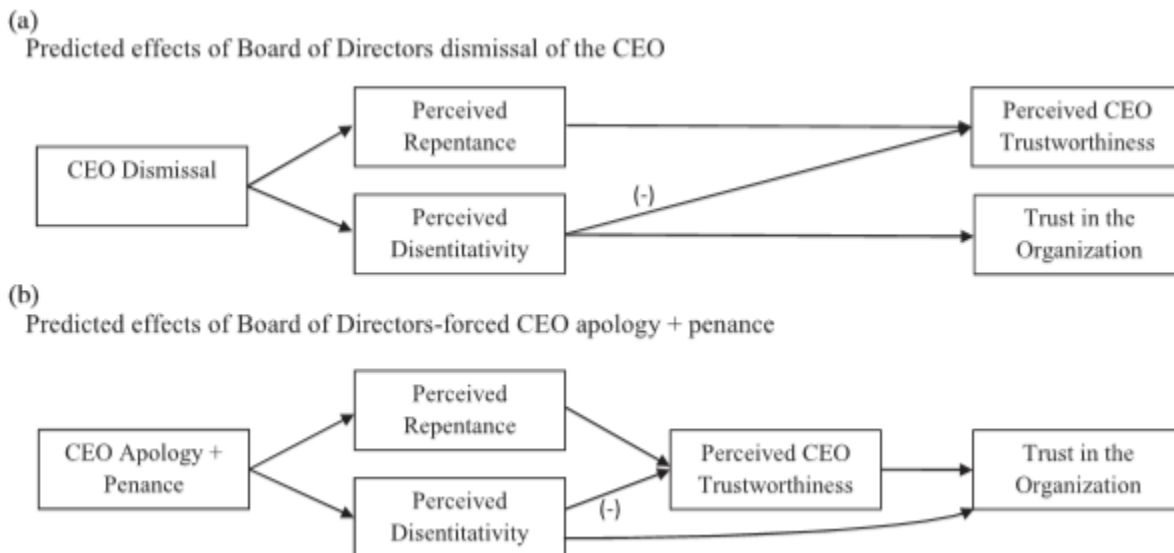 (a)
Predicted effects of Board of Directors dismissal of the CEO
Perceived
Repentance
Perceived CEO
Trustworthiness
CEO Dismissal
(-)
Perceived
Disentitativity
Trust in the
Organization
(b)
Predicted effects of Board of Directors-forced CEO apology + penance
Perceived
Repentance
CEO Apology +
Penance
Perceived CEO
Trustworthiness
Trust in the
Organization
Perceived
Disentitativity
(-)